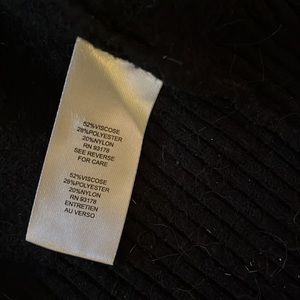 52%VISCOSE
28%POLYESTER
20%NYLON
RN 93178
SEE REVERSE
FOR CARE
52%VISCOSE
28%POLYESTER
20%NYLON
RN 93178
ENTRETIEN
AU VERSO